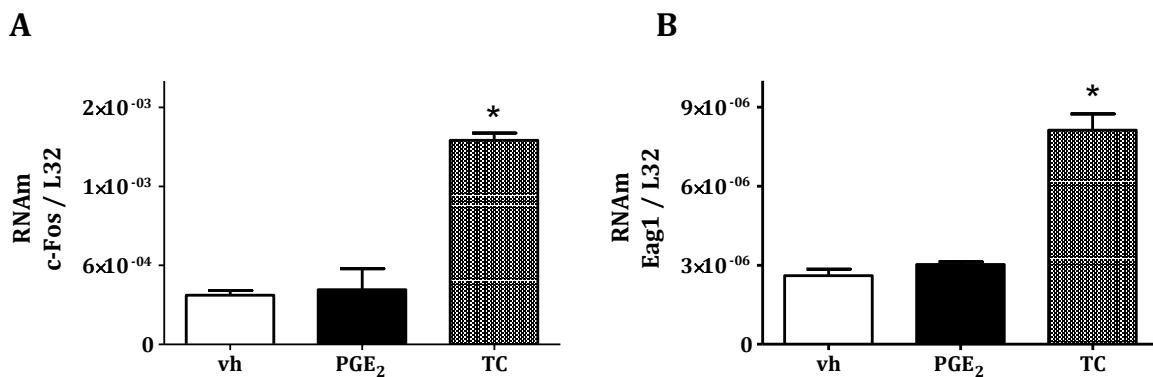 A
RNAm
c-Fos / L32
2×10⁻⁰³
1×10⁻⁰³
6×10⁻⁰⁴
0
*
vh
PGE₂
TC
B
RNAm
Eag1 / L32
9×10⁻⁰⁶
6×10⁻⁰⁶
3×10⁻⁰⁶
0
*
vh
PGE₂
TC